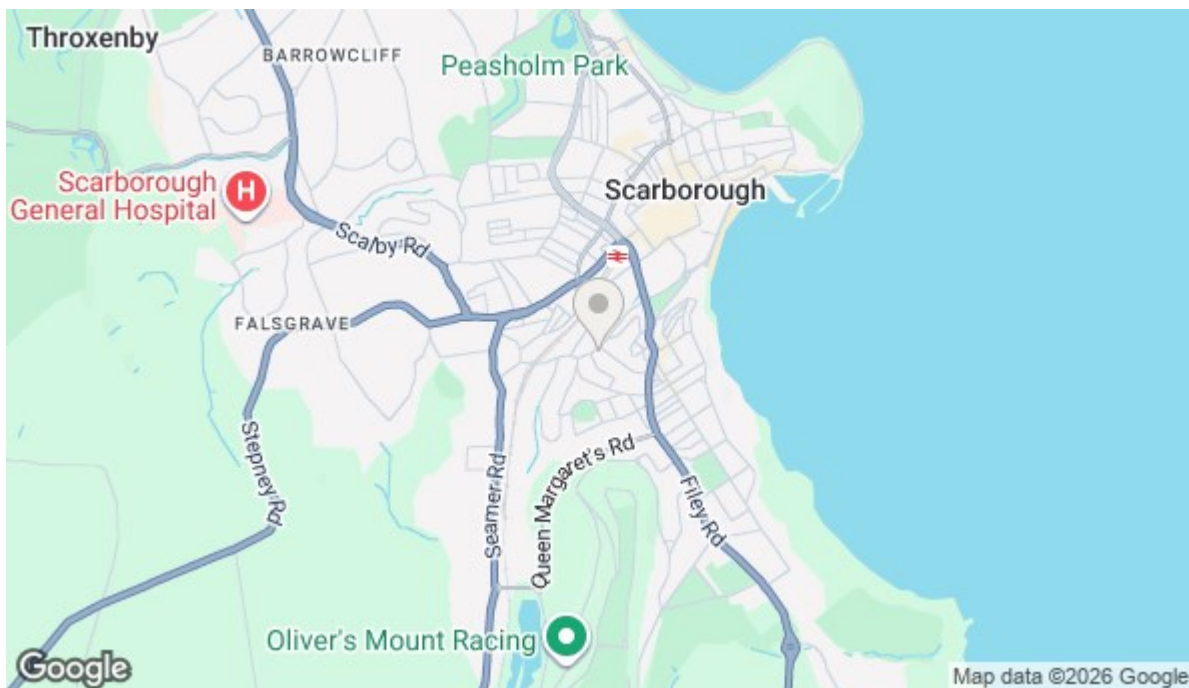 Throxenby
BARROWCLIFF
Peasholm Park
Scarborough
General Hospital
H
Scarborough
Scalby Rd
FALSGRAVE
Stepney Rd
Seamer Rd
Queen Margaret's Rd
Filey Rd
Oliver's Mount Racing
Google
Map data ©2026 Google